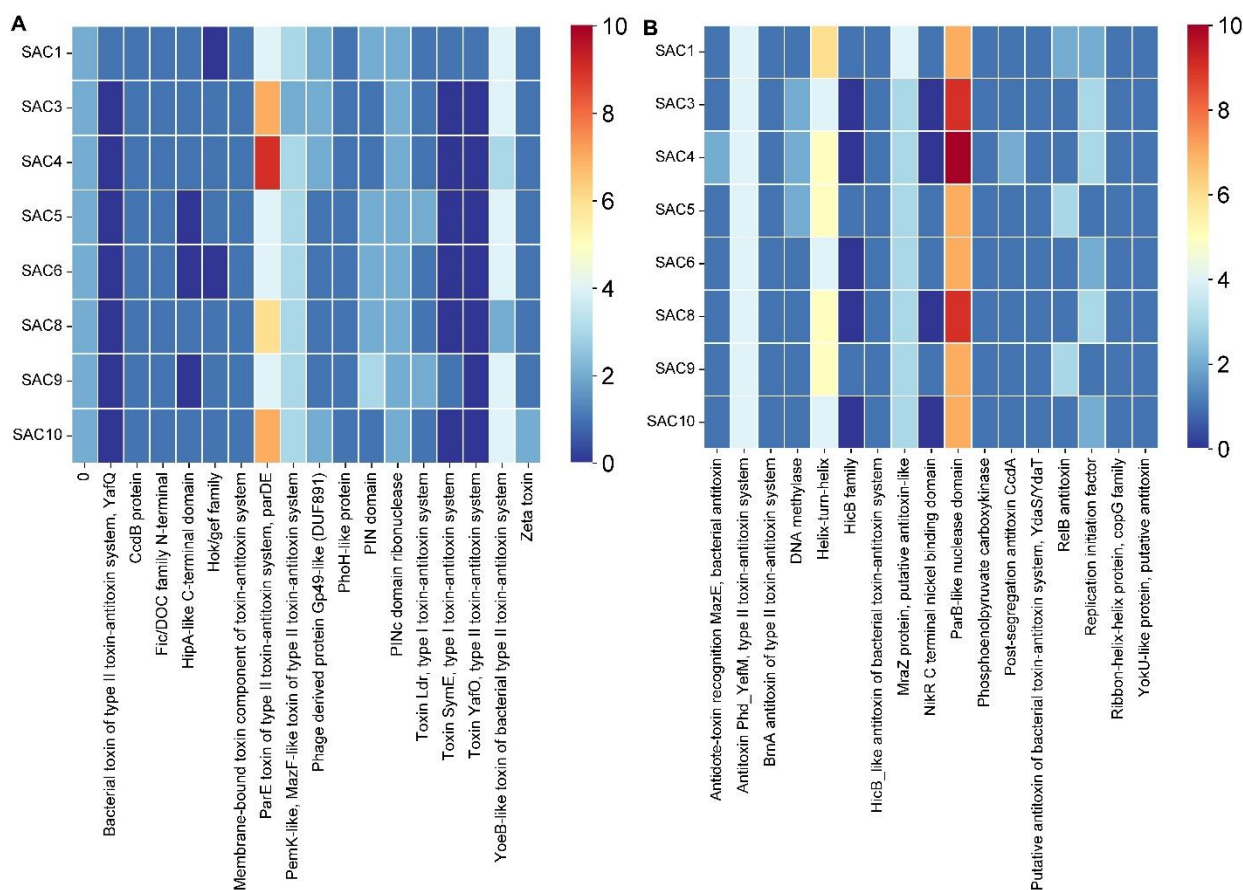 A
SAC1
SAC3
SAC4
SAC5
SAC6
SAC8
SAC9
SAC10
0
Bacterial toxin of type II toxin-antitoxin system, YafQ
CcdB protein
Fic/DOC family N-terminal
HipA-like C-terminal domain
Hok/gef family
Membrane-bound toxin component of toxin-antitoxin system
ParE toxin of type II toxin-antitoxin system, parDE
PemK-like, MazF-like toxin of type II toxin-antitoxin system
Phage derived protein Gp49-like (DUF891)
PhoH-like protein
PIN domain
PINc domain ribonuclease
Toxin Ldr, type I toxin-antitoxin system
Toxin SymE, type I toxin-antitoxin system
Toxin YafO, type II toxin-antitoxin system
YoeB-like toxin of bacterial type II toxin-antitoxin system
Zeta toxin
10
8
6
4
2
0
B
SAC1
SAC3
SAC4
SAC5
SAC6
SAC8
SAC9
SAC10
Antidote-toxin recognition MazE, bacterial antitoxin
Antitoxin Phd_YefM, type II toxin-antitoxin system
BrnA antitoxin of type II toxin-antitoxin system
DNA methylase
Helix-turn-helix
HicB family
HicB_like antitoxin of bacterial toxin-antitoxin system
MraZ protein, putative antitoxin-like
NikR C terminal nickel binding domain
ParB-like nuclease domain
Phosphoenolpyruvate carboxykinase
Post-segregation antitoxin CcdA
Putative antitoxin of bacterial toxin-antitoxin system, YdaS/YdaT
RelB antitoxin
Replication initiation factor
Ribbon-helix-helix protein, copG family
YokU-like protein, putative antitoxin
10
8
6
4
2
0